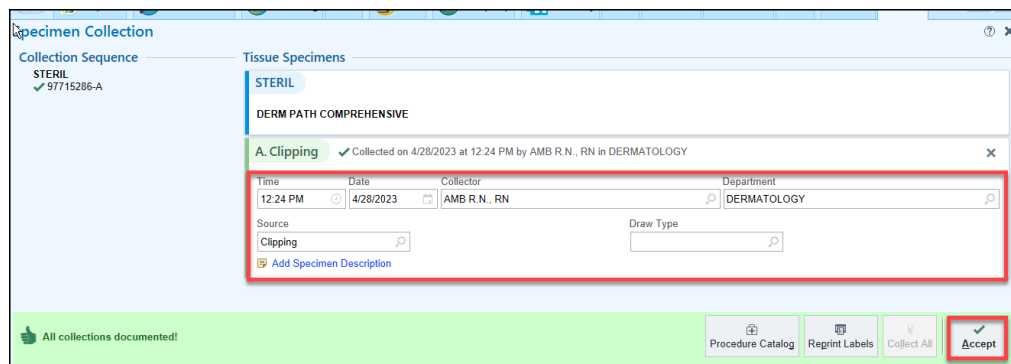 Specimen Collection
Collection Sequence
STERIL
97715286-A
Tissue Specimens
STERIL
DERM PATH COMPREHENSIVE
A. Clipping Collected on 4/28/2023 at 12:24 PM by AMB R.N., RN in DERMATOLOGY
Time Date Collector Department
12:24 PM 4/28/2023 AMB R.N., RN DERMATOLOGY
Source Draw Type
Clipping
Add Specimen Description
All collections documented!
Procedure Catalog Reprint Labels Collect All Accept